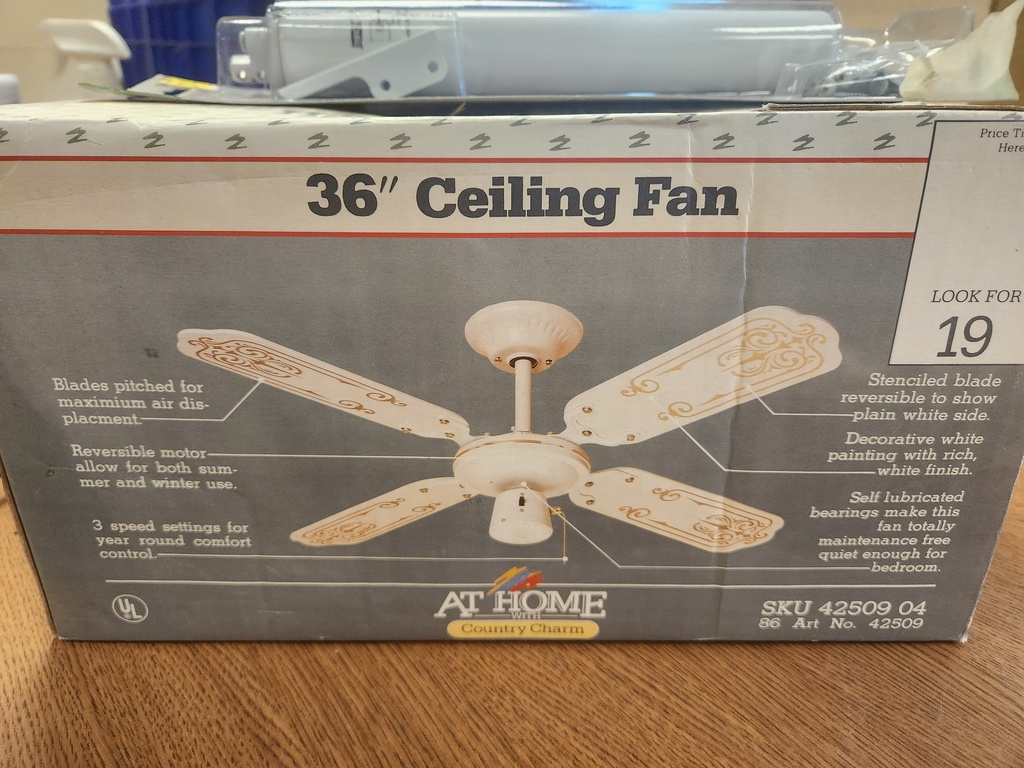 36" Ceiling Fan
Price T
Here
LOOK FOR
19
Blades pitched for
maximium air dis-
placment.
Reversible motor
allow for both sum-
mer and winter use.
3 speed settings for
year round comfort
control.
Stenciled blade
reversible to show
plain white side.
Decorative white
painting with rich,
white finish.
Self lubricated
bearings make this
fan totally
maintenance free
quiet enough for
bedroom.
UL
AT HOME
WITH
Country Charm
SKU 42509 04
86 Art No. 42509